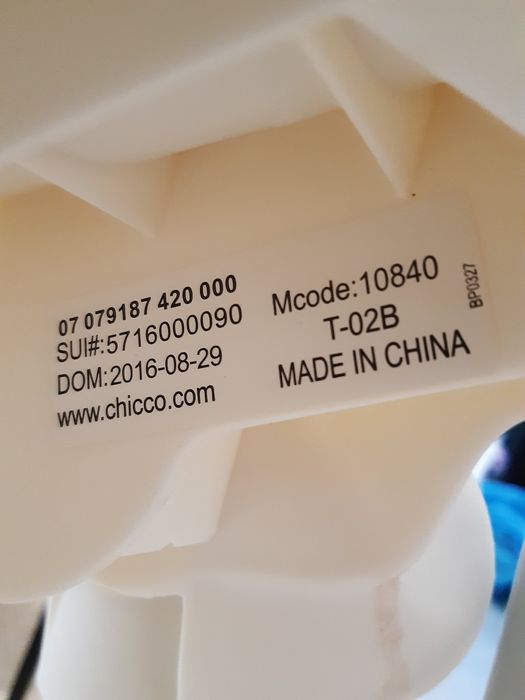 07 079187 420 000
SUI#:5716000090
DOM:2016-08-29
www.chicco.com
Mcode:10840
T-02B
MADE IN CHINA
BP0327